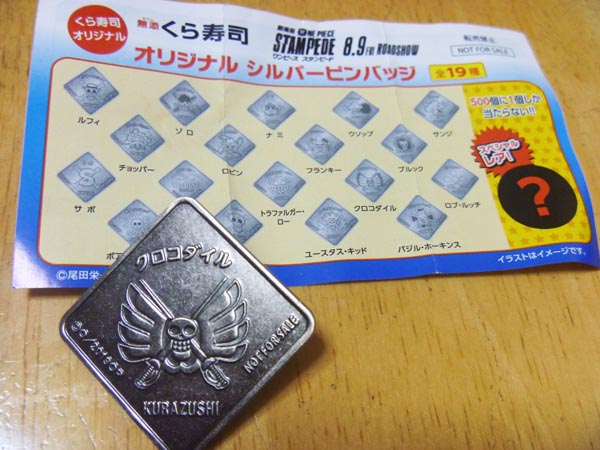 くら寿司
オリジナル
無添 くら寿司
劇場版 ONE PIECE
STAMPEDE
ワンピース スタンピード
8.9 FRI ROADSHOW
転売禁止
NOT FOR SALE
オリジナル シルバーピンバッジ
全19種
500個に1個しか
当たらない!!
スペシャル
レア!
?
ルフィ
ゾロ
ナミ
ウソップ
サンジ
チョッパー
ロビン
フランキー
ブルック
サボ
トラファルガー・
ロー
クロコダイル
ロブ・ルッチ
ユースタス・キッド
バジル・ホーキンス
©尾田栄
イラストはイメージです。
クロコダイル
NOT FOR SALE
KURAZUSHI